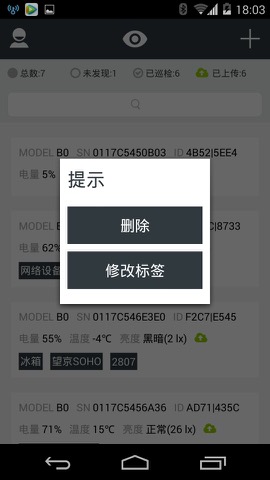 18:03
总数:7 未发现:1 已巡检:6 已上传:6
MODEL B0 SN 0117C5450B03 ID 4B52|5EE4
电量 5%
提示
删除
修改标签
MODEL B
C|8733
电量 62%
网络设备
MODEL B0 SN 0117C546E3E0 ID F2C7|E545
电量 55% 温度 -4℃ 亮度 黑暗(2 lx)
冰箱 望京SOHO 2807
MODEL B0 SN 0117C5456A36 ID AD71|435C
电量 71% 温度 15℃ 亮度 正常(26 lx)